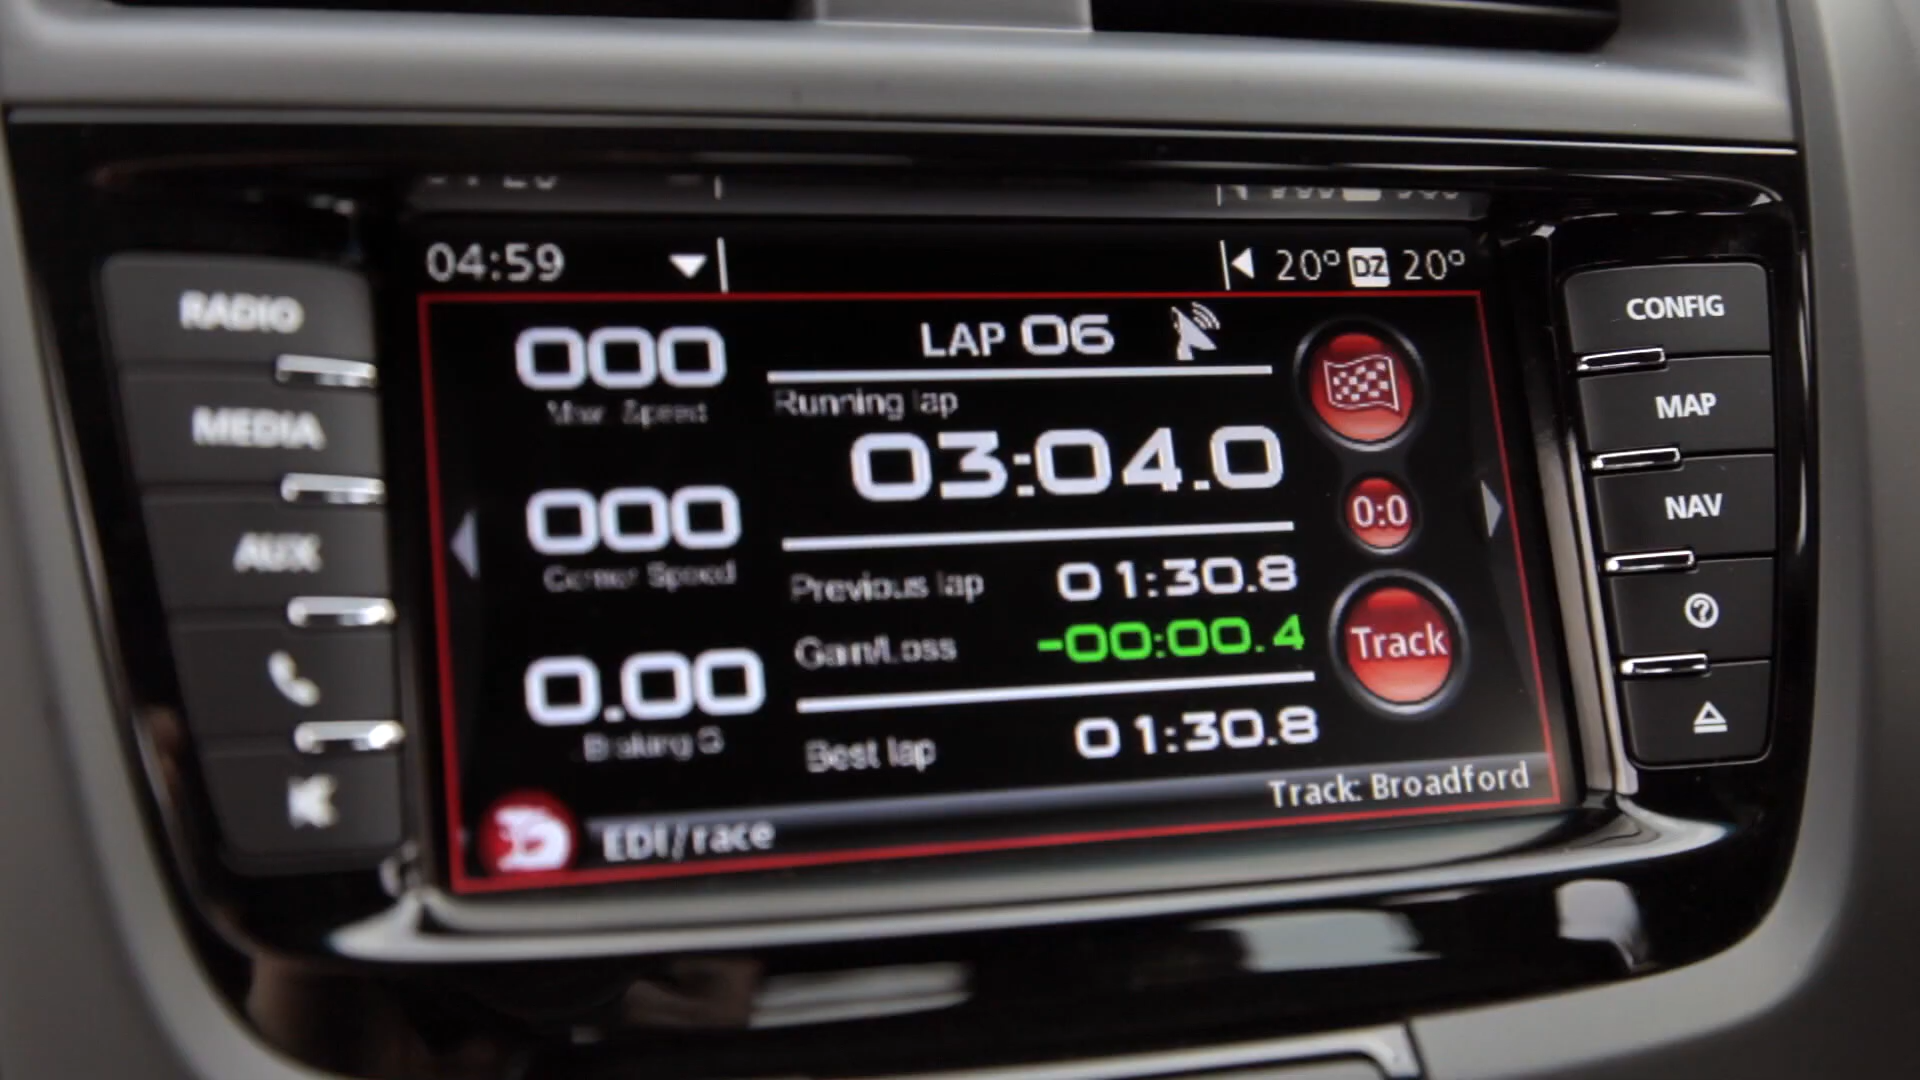 04:59
20° DZ 20°
RADIO
MEDIA
AUX
CONFIG
MAP
NAV
?
000
Max. Speed
000
Corner Speed
0.00
Braking G
LAP 06
Running lap
03:04.0
Previous lap 01:30.8
Gain/Loss -00:00.4
Best lap 01:30.8
0:0
Track
Track: Broadford
EDI/race